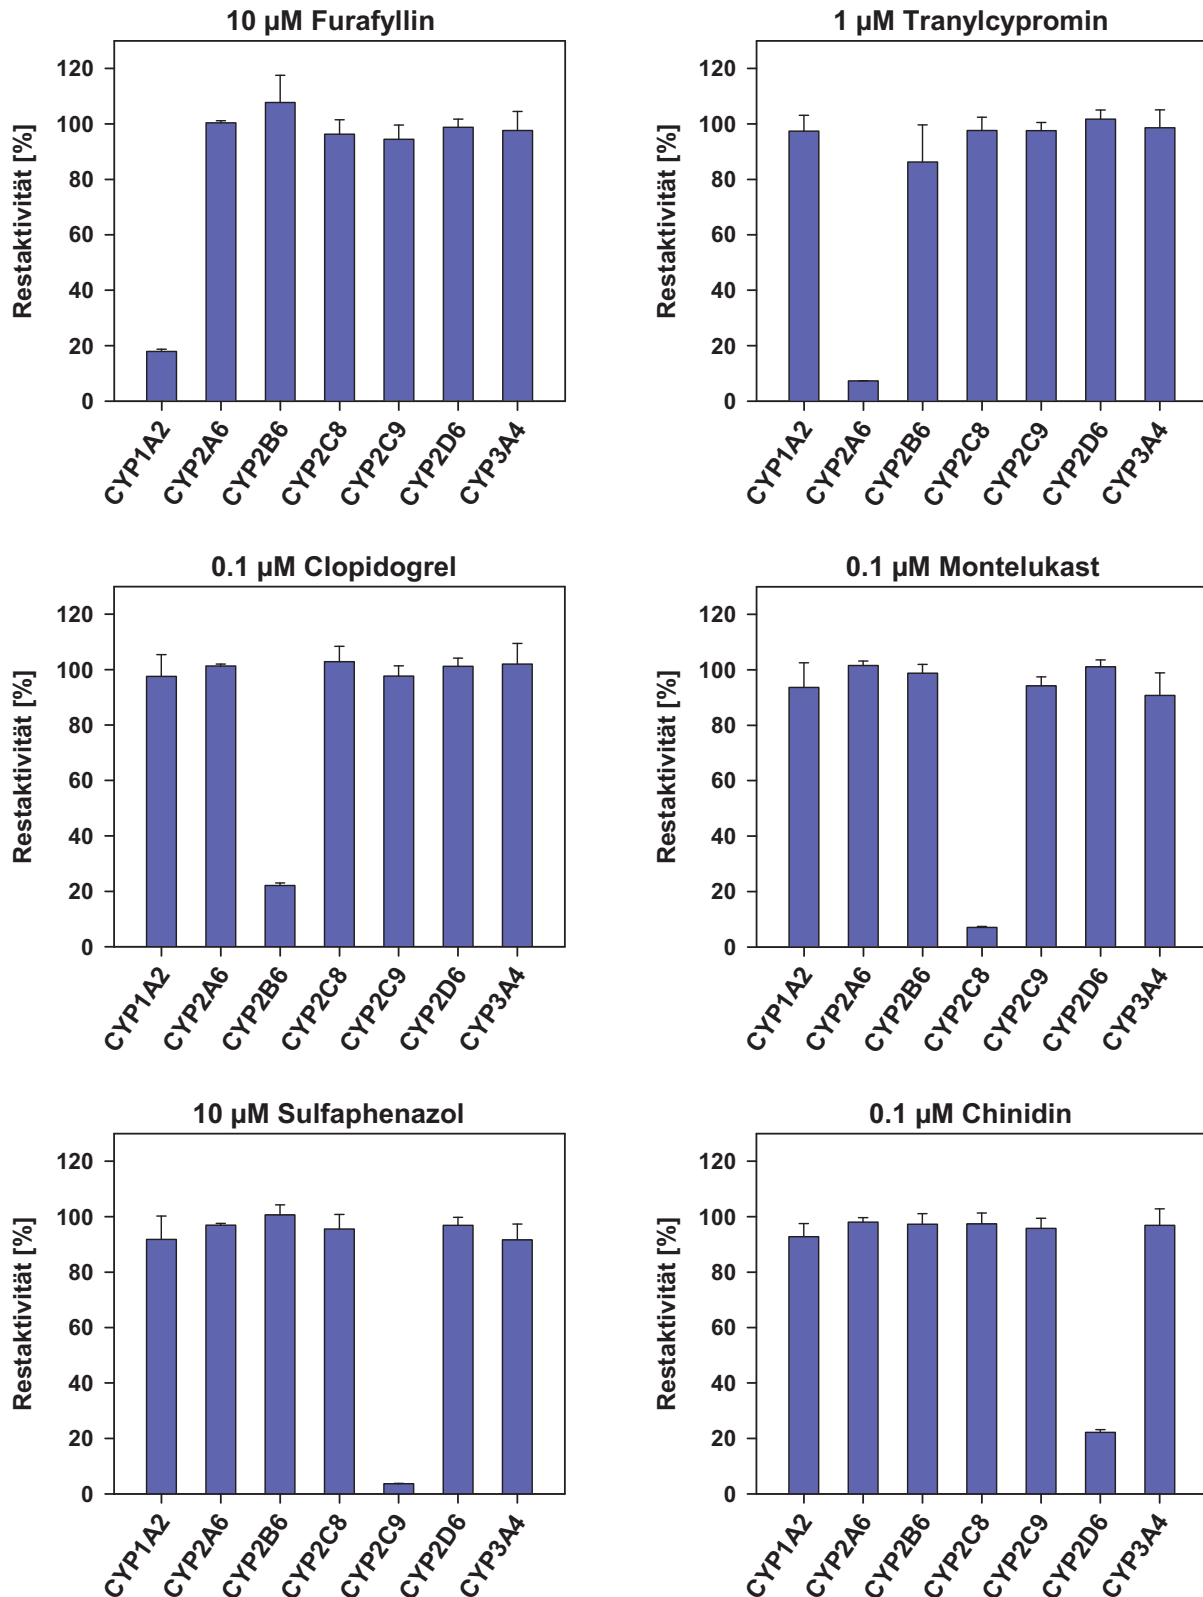 10 µM Furafyllin
Restaktivität [%]
120
100
80
60
40
20
0
CYP1A2
CYP2A6
CYP2B6
CYP2C8
CYP2C9
CYP2D6
CYP3A4
1 µM Tranylcypromin
Restaktivität [%]
120
100
80
60
40
20
0
CYP1A2
CYP2A6
CYP2B6
CYP2C8
CYP2C9
CYP2D6
CYP3A4
0.1 µM Clopidogrel
Restaktivität [%]
120
100
80
60
40
20
0
CYP1A2
CYP2A6
CYP2B6
CYP2C8
CYP2C9
CYP2D6
CYP3A4
0.1 µM Montelukast
Restaktivität [%]
120
100
80
60
40
20
0
CYP1A2
CYP2A6
CYP2B6
CYP2C8
CYP2C9
CYP2D6
CYP3A4
10 µM Sulfaphenazol
Restaktivität [%]
120
100
80
60
40
20
0
CYP1A2
CYP2A6
CYP2B6
CYP2C8
CYP2C9
CYP2D6
CYP3A4
0.1 µM Chinidin
Restaktivität [%]
120
100
80
60
40
20
0
CYP1A2
CYP2A6
CYP2B6
CYP2C8
CYP2C9
CYP2D6
CYP3A4